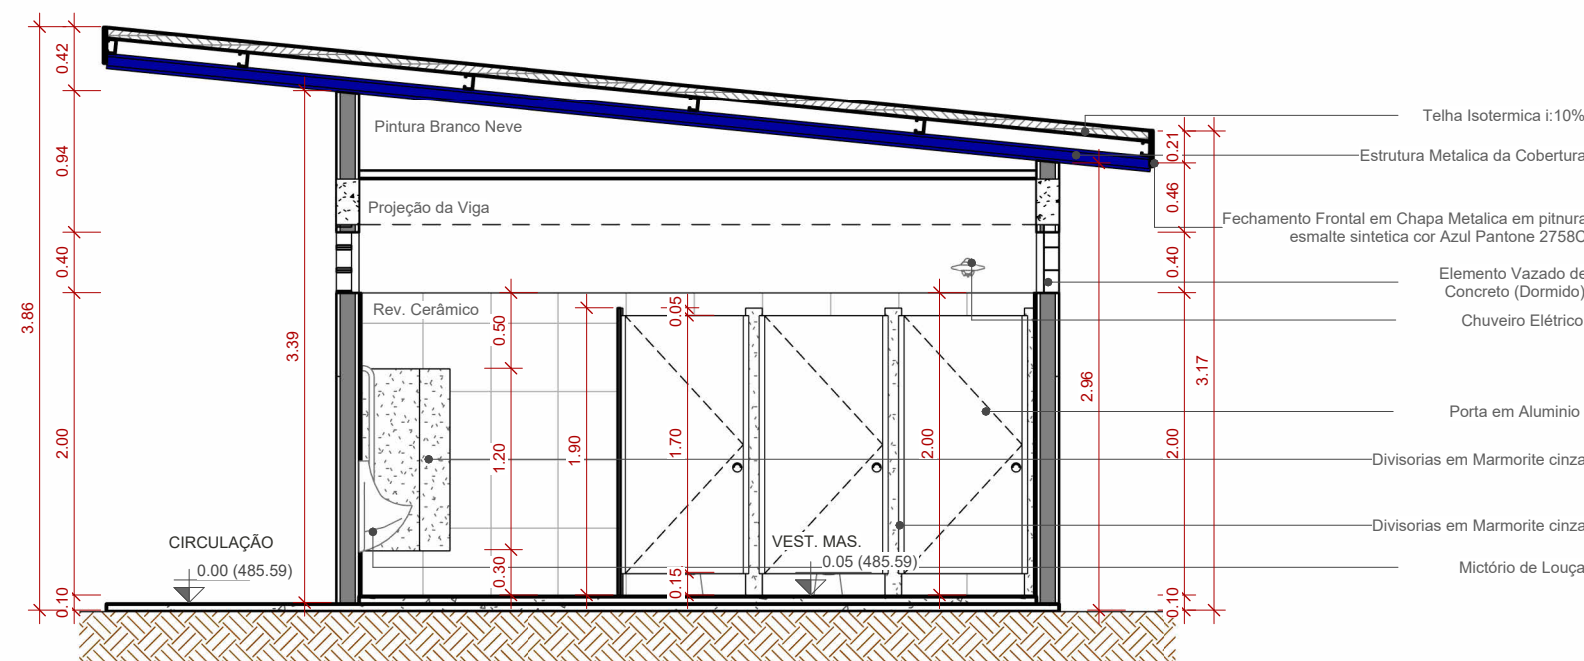 0.42
0.94
0.40
3.86
2.00
0.10
3.39
Pintura Branco Neve
Projeção da Viga
Rev. Cerâmico
0.50
1.20
0.30
1.90
0.05
1.70
0.15
2.00
CIRCULAÇÃO
0.00 (485.59)
VEST. MAS.
0.05 (485.59)
2.96
0.21
0.46
0.40
3.17
2.00
0.10
Telha Isotermica i:10%
Estrutura Metalica da Cobertura
Fechamento Frontal em Chapa Metalica em pitnura
esmalte sintetica cor Azul Pantone 2758C
Elemento Vazado de
Concreto (Dormido)
Chuveiro Elétrico
Porta em Aluminio
Divisorias em Marmorite cinza
Divisorias em Marmorite cinza
Mictório de Louça